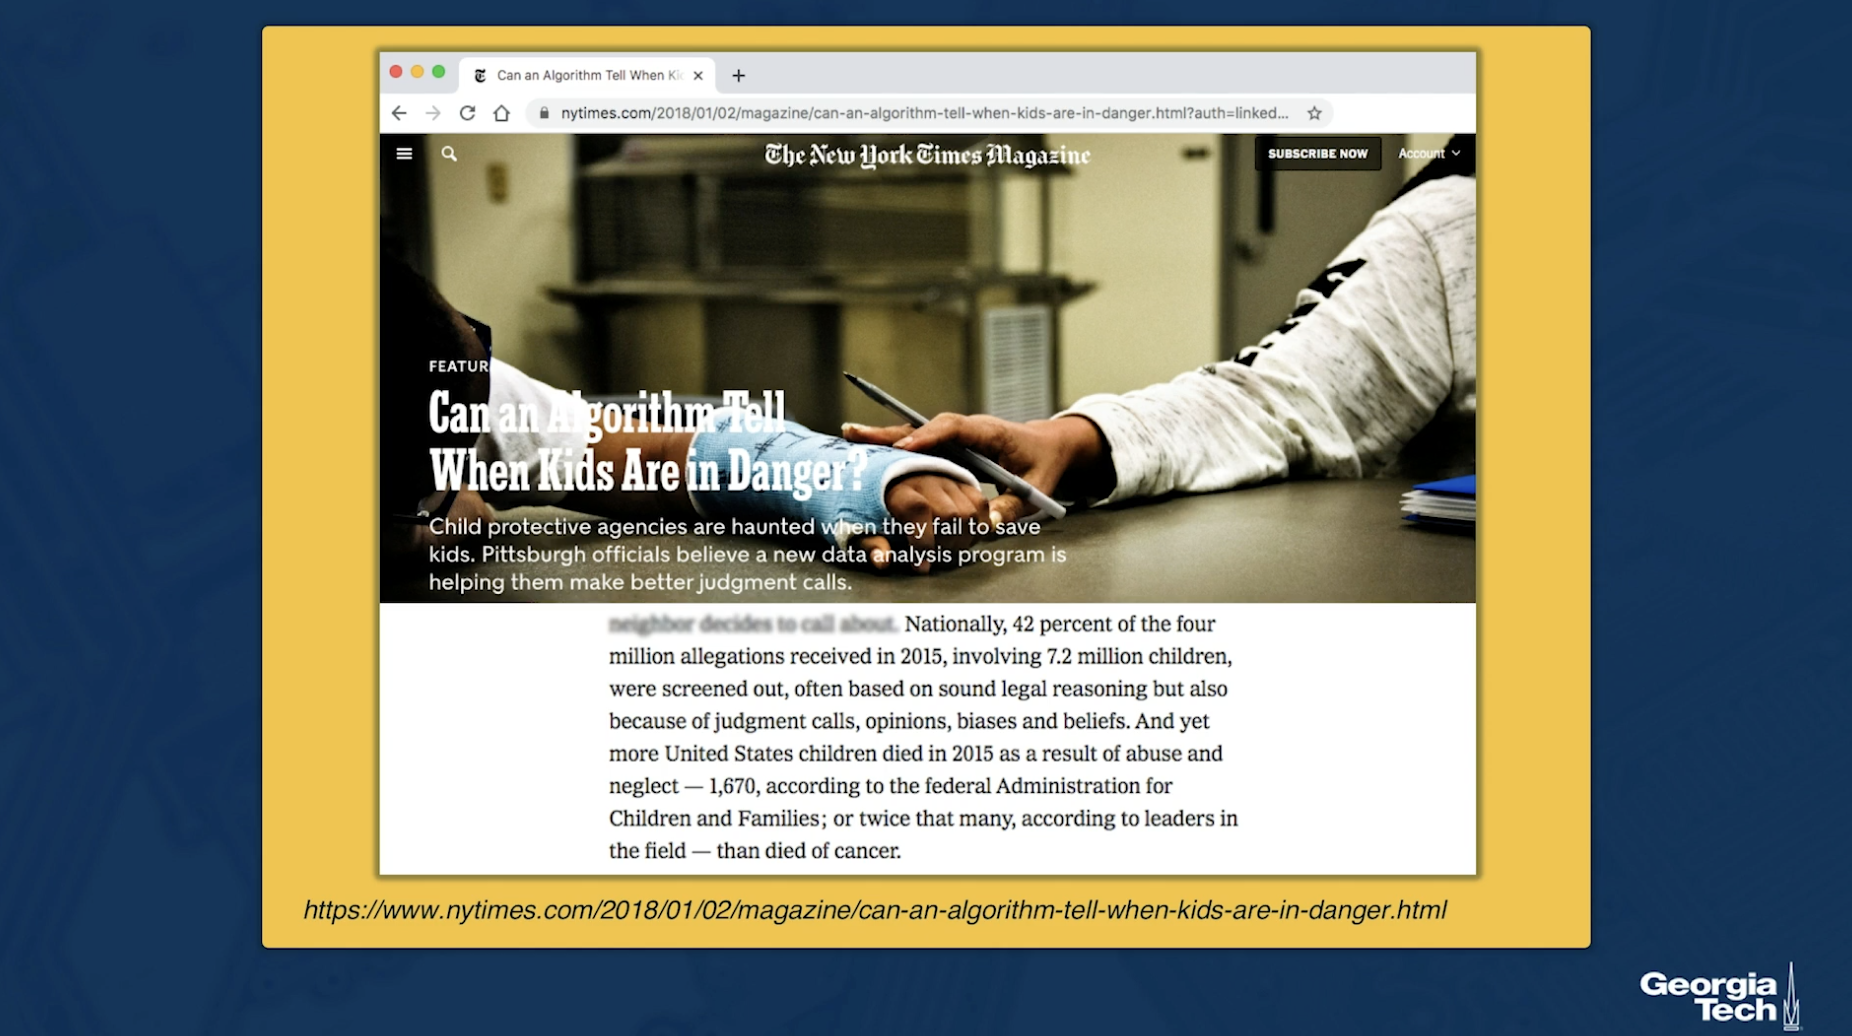 Can an Algorithm Tell When Ki
nytimes.com/2018/01/02/magazine/can-an-algorithm-tell-when-kids-are-in-danger.html?auth=linked...
The New York Times Magazine
SUBSCRIBE NOW
Account
FEATUR
Can an Algorithm Tell
When Kids Are in Danger?
Child protective agencies are haunted when they fail to save
kids. Pittsburgh officials believe a new data analysis program is
helping them make better judgment calls.
neighbor decides to call about. Nationally, 42 percent of the four
million allegations received in 2015, involving 7.2 million children,
were screened out, often based on sound legal reasoning but also
because of judgment calls, opinions, biases and beliefs. And yet
more United States children died in 2015 as a result of abuse and
neglect — 1,670, according to the federal Administration for
Children and Families; or twice that many, according to leaders in
the field — than died of cancer.
https://www.nytimes.com/2018/01/02/magazine/can-an-algorithm-tell-when-kids-are-in-danger.html
Georgia
Tech